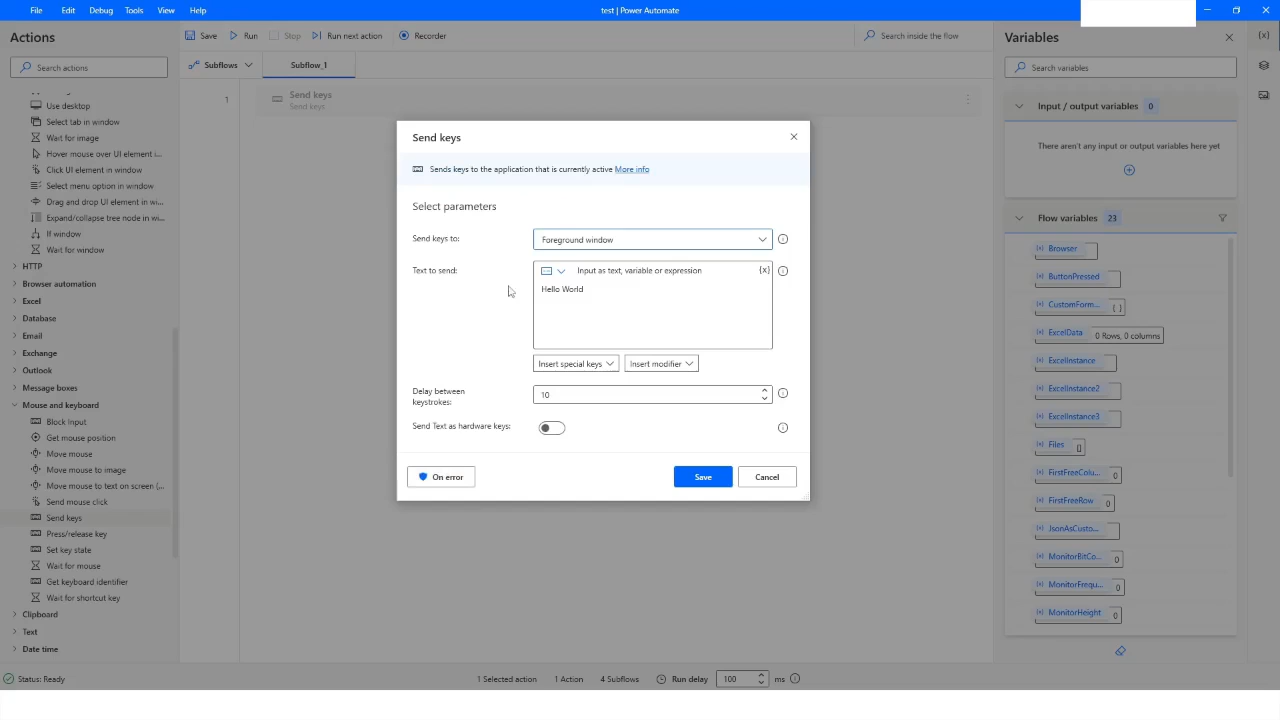 File Edit Debug Tools View Help
test | Power Automate
Actions
Search actions
Use desktop
Select tab in window
Wait for image
Hover mouse over UI element i...
Click UI element in window
Select menu option in window
Drag and drop UI element in wi...
Expand/collapse tree node in wi...
If window
Wait for window
HTTP
Browser automation
Excel
Database
Email
Exchange
Outlook
Message boxes
Mouse and keyboard
Block Input
Get mouse position
Move mouse
Move mouse to image
Move mouse to text on screen (...
Send mouse click
Send keys
Press/release key
Set key state
Wait for mouse
Get keyboard identifier
Wait for shortcut key
Clipboard
Text
Date time
Save Run Stop Run next action Recorder
Search inside the flow
Subflows
Subflow_1
1
Send keys
Send keys
Send keys
Sends keys to the application that is currently active More info
Select parameters
Send keys to:
Foreground window
Text to send:
Input as text, variable or expression
{x}
Hello World
Insert special keys
Insert modifier
Delay between
keystrokes:
10
Send Text as hardware keys:
On error
Save
Cancel
Variables
Search variables
Input / output variables 0
There aren't any input or output variables here yet
Flow variables 23
Browser
ButtonPressed
CustomForm... { }
ExcelData 0 Rows, 0 columns
ExcelInstance
ExcelInstance2
ExcelInstance3
Files []
FirstFreeColu... 0
FirstFreeRow 0
JsonAsCusto...
MonitorBitCo... 0
MonitorFrequ... 0
MonitorHeight 0
{x}
Status: Ready
1 Selected action
1 Action
4 Subflows
Run delay
100
ms